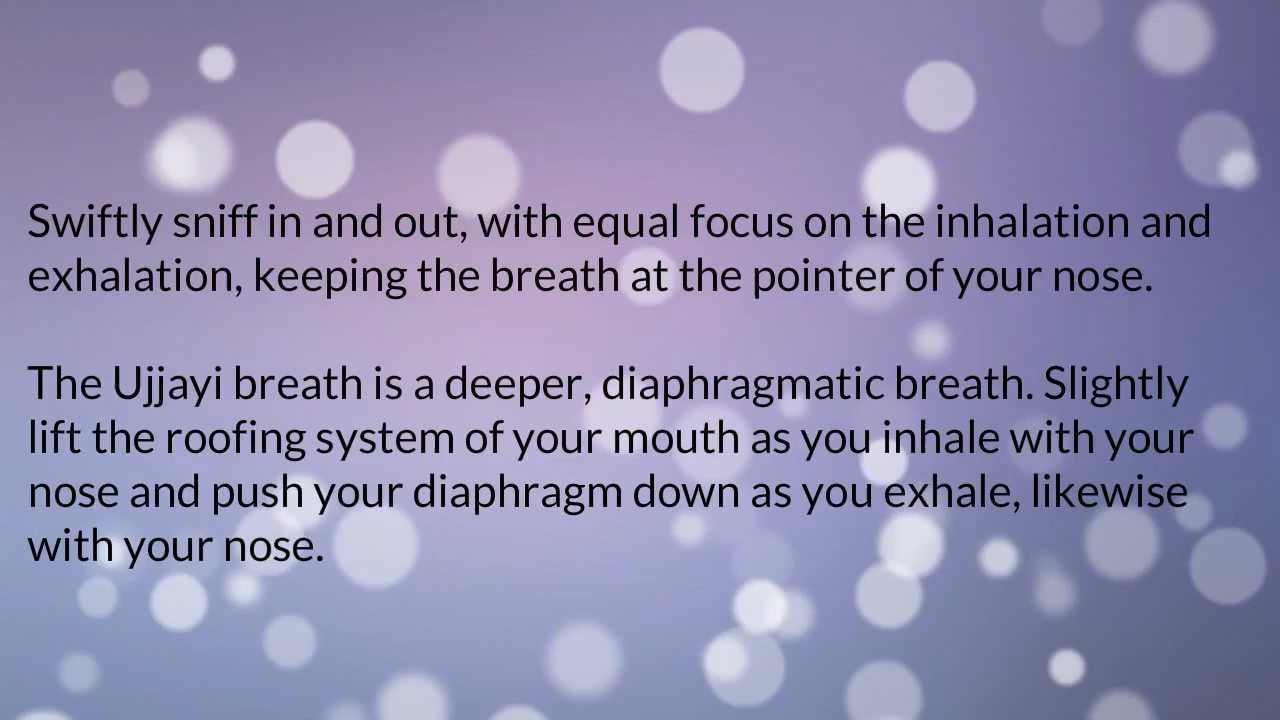 Swiftly sniff in and out, with equal focus on the inhalation and
exhalation, keeping the breath at the pointer of your nose.
The Ujjayi breath is a deeper, diaphragmatic breath. Slightly
lift the roofing system of your mouth as you inhale with your
nose and push your diaphragm down as you exhale, likewise
with your nose.